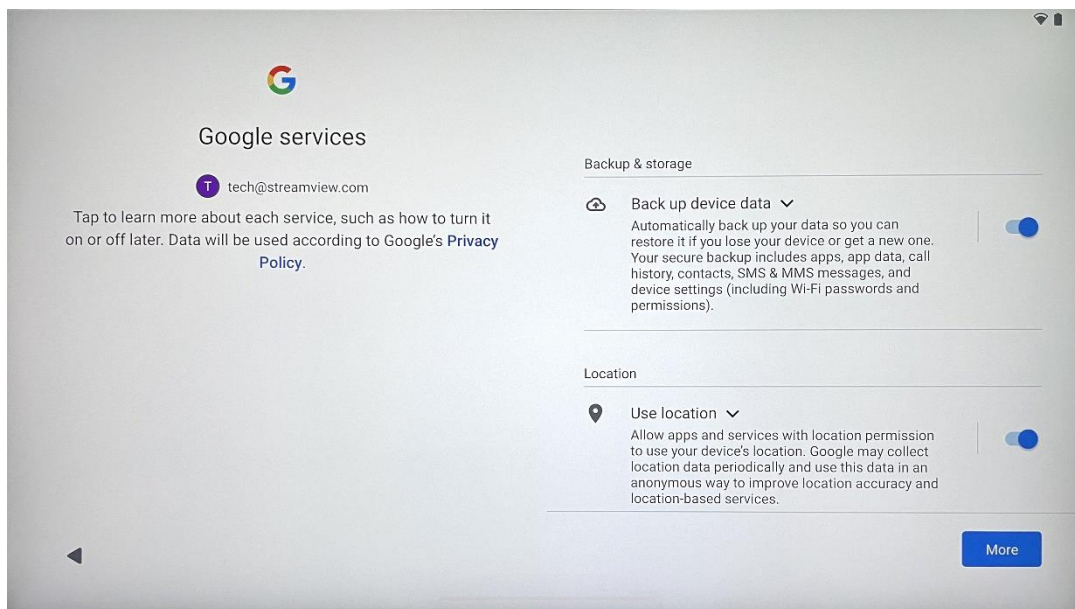 Google services
T tech@streamview.com
Tap to learn more about each service, such as how to turn it
on or off later. Data will be used according to Google's Privacy
Policy.
Backup & storage
Back up device data
Automatically back up your data so you can
restore it if you lose your device or get a new one.
Your secure backup includes apps, app data, call
history, contacts, SMS & MMS messages, and
device settings (including Wi-Fi passwords and
permissions).
Location
Use location
Allow apps and services with location permission
to use your device's location. Google may collect
location data periodically and use this data in an
anonymous way to improve location accuracy and
location-based services.
More